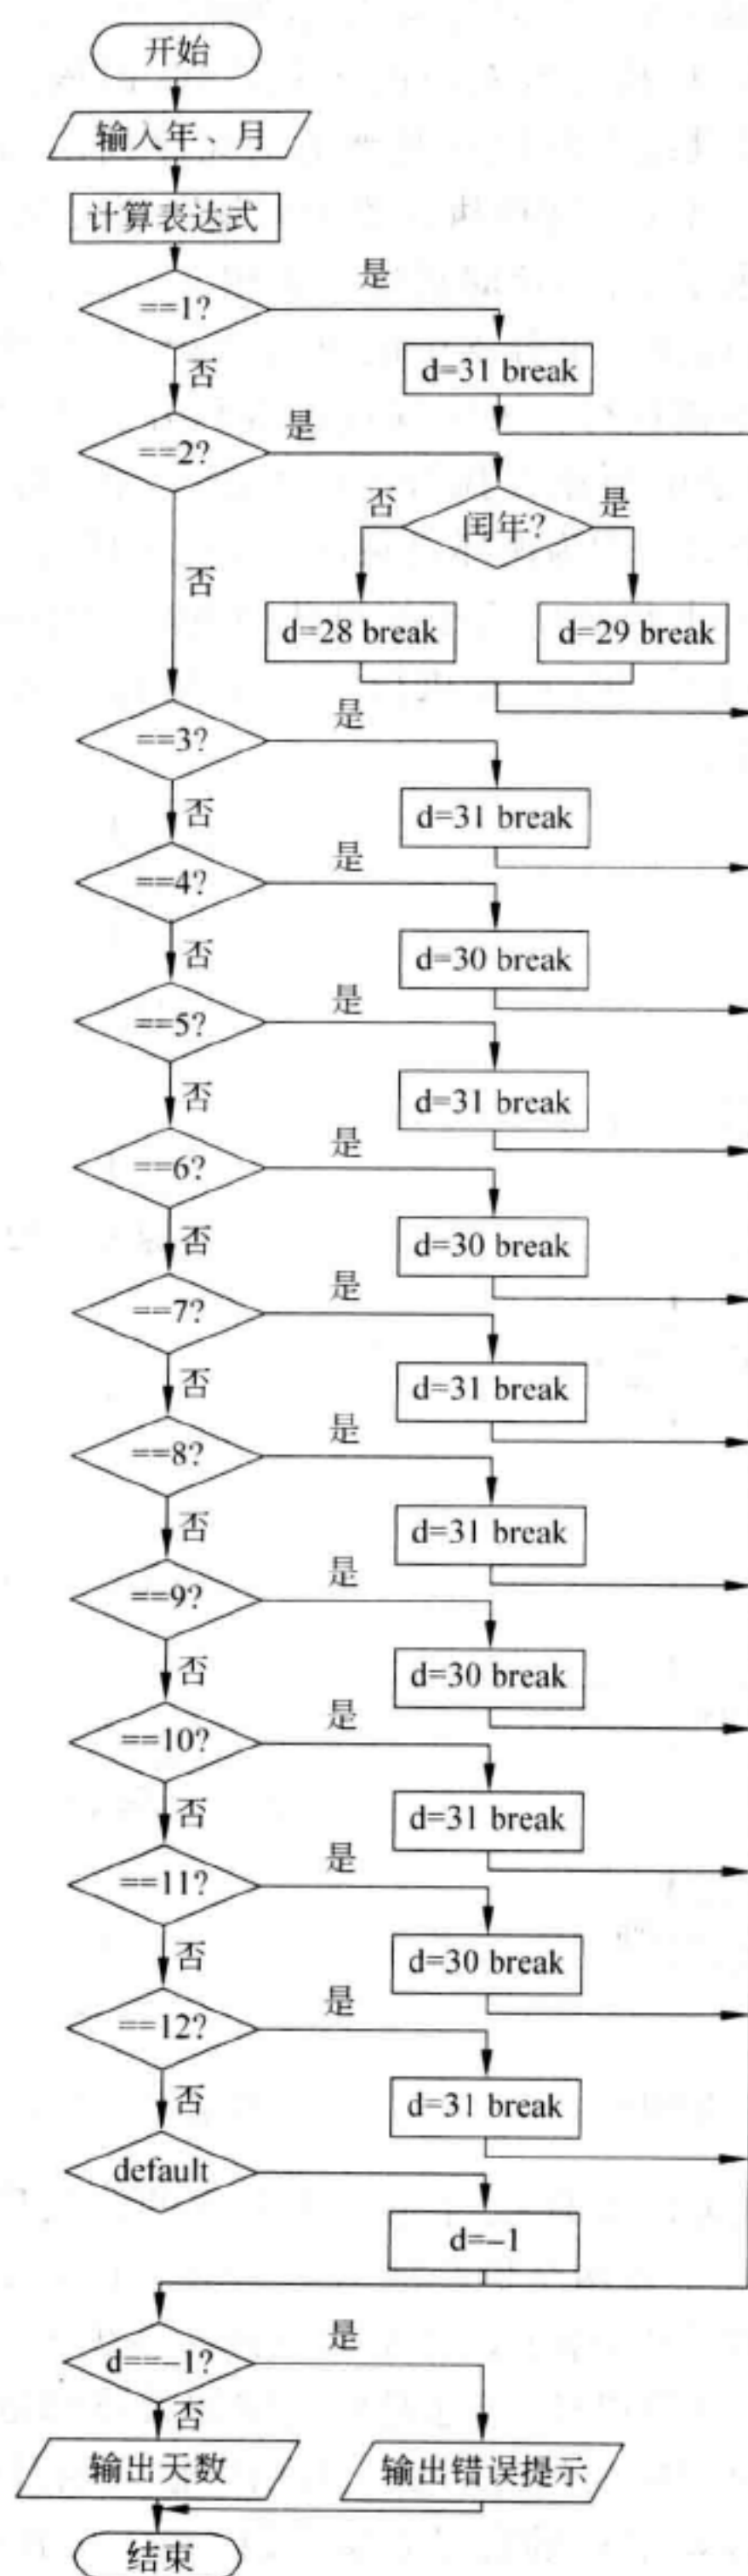 开始
输入年、月
计算表达式
是
==1?
否
d=31 break
是
==2?
否
闰年?
是
否
d=28 break
d=29 break
是
==3?
否
d=31 break
是
==4?
否
d=30 break
是
==5?
否
d=31 break
是
==6?
否
d=30 break
是
==7?
否
d=31 break
是
==8?
否
d=31 break
是
==9?
否
d=30 break
是
==10?
否
d=31 break
是
==11?
否
d=30 break
是
==12?
否
d=31 break
default
d=–1
是
d==–1?
否
输出天数
输出错误提示
结束